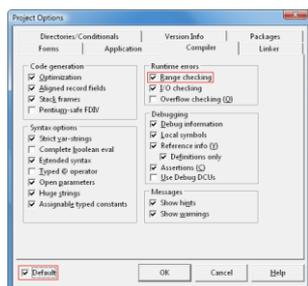 Project Options
Directories/Conditionals Version Info Packages
Forms Application Compiler Linker
Code generation
Optimization
Aligned record fields
Stack frames
Pentium-safe FDIV
Runtime errors
Range checking
I/O checking
Overflow checking (Q)
Syntax options
Strict var-strings
Complete boolean eval
Extended syntax
Typed @ operator
Open parameters
Huge strings
Assignable typed constants
Debugging
Debug information
Local symbols
Reference info (Y)
Definitions only
Assertions (C)
Use Debug DCUs
Messages
Show hints
Show warnings
Default OK Cancel Help